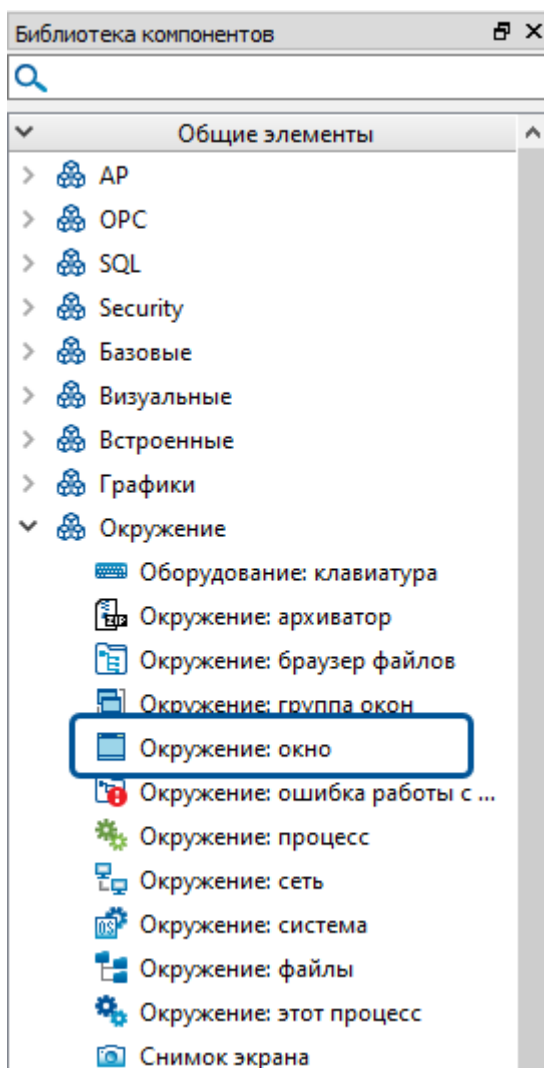 Библиотека компонентов
Общие элементы
AP
OPC
SQL
Security
Базовые
Визуальные
Встроенные
Графики
Окружение
Оборудование: клавиатура
Окружение: архиватор
Окружение: браузер файлов
Окружение: группа окон
Окружение: окно
Окружение: ошибка работы с ...
Окружение: процесс
Окружение: сеть
Окружение: система
Окружение: файлы
Окружение: этот процесс
Снимок экрана